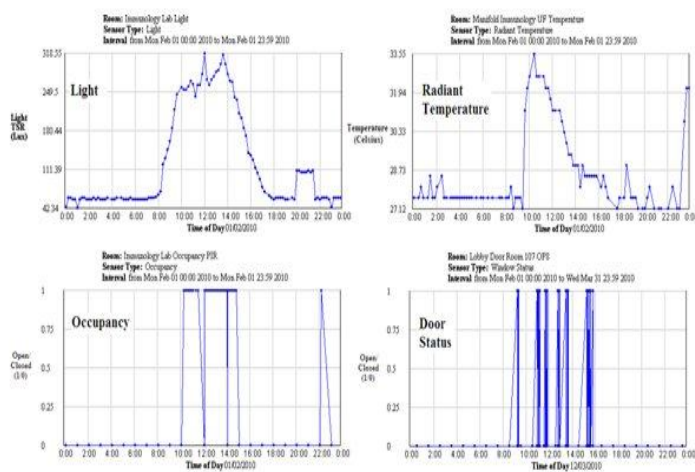 Room: Immunology Lab Light
Sensor Type: Light
Interval from Mon Feb 01 00:00 2010 to Mon Feb 01 23:59 2010
318.55
249.5
180.44
111.39
42.34
Light
TSR
(Lux)
Light
0:00 2:00 4:00 6:00 8:00 10:00 12:00 14:00 16:00 18:00 20:00 22:00 0:00
Time of Day 01/02/2010
Room: Manifold Immunology UF Temperature
Sensor Type: Radiant Temperature
Interval from Mon Feb 01 00:00 2010 to Mon Feb 01 23:59 2010
33.55
31.94
30.33
28.73
27.12
Temperature
(Celsius)
Radiant
Temperature
0:00 2:00 4:00 6:00 8:00 10:00 12:00 14:00 16:00 18:00 20:00 22:00 0:00
Time of Day 01/02/2010
Room: Immunology Lab Occupancy PIR
Sensor Type: Occupancy
Interval from Mon Feb 01 00:00 2010 to Mon Feb 01 23:59 2010
1
0.75
0.5
0.25
0
Open/
Closed
(1/0)
Occupancy
0:00 2:00 4:00 6:00 8:00 10:00 12:00 14:00 16:00 18:00 20:00 22:00 0:00
Time of Day 01/02/2010
Room: Lobby Door Room 107 OPS
Sensor Type: Window Status
Interval from Mon Feb 01 00:00 2010 to Wed Mar 31 23:59 2010
1
0.75
0.5
0.25
0
Open/
Closed
(1/0)
Door
Status
0:00 2:00 4:00 6:00 8:00 10:00 12:00 14:00 16:00 18:00 20:00 22:00 0:00
Time of Day 12/03/2010